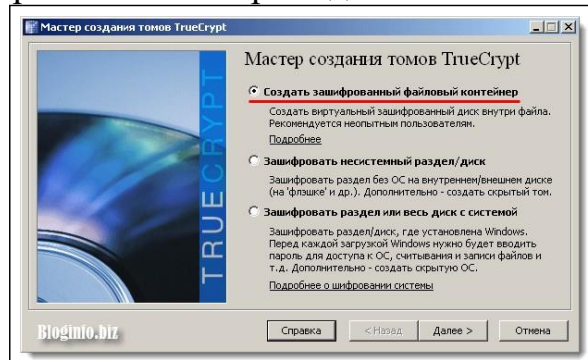 Мастер создания томов TrueCrypt
Мастер создания томов TrueCrypt
TRUECRYPT
Создать зашифрованный файловый контейнер
Создать виртуальный зашифрованный диск внутри файла.
Рекомендуется неопытным пользователям.
Подробнее
Зашифровать несистемный раздел/диск
Зашифровать раздел без ОС на внутреннем/внешнем диске
(на 'флэшке' и др.). Дополнительно - создать скрытый том.
Зашифровать раздел или весь диск с системой
Зашифровать раздел/диск, где установлена Windows.
Перед каждой загрузкой Windows нужно будет вводить
пароль для доступа к ОС, считывания и записи файлов и
т.д. Дополнительно - создать скрытую ОС.
Подробнее о шифровании системы
Bloginfo.biz
Справка
< Назад
Далее >
Отмена